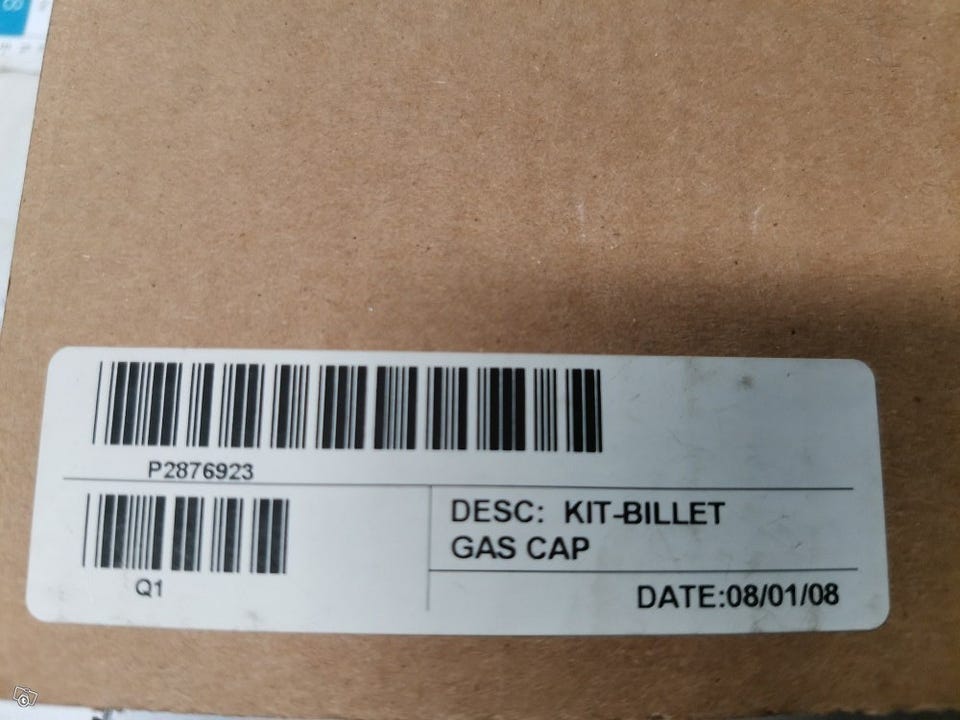 P2876923
Q1
DESC: KIT-BILLET
GAS CAP
DATE:08/01/08